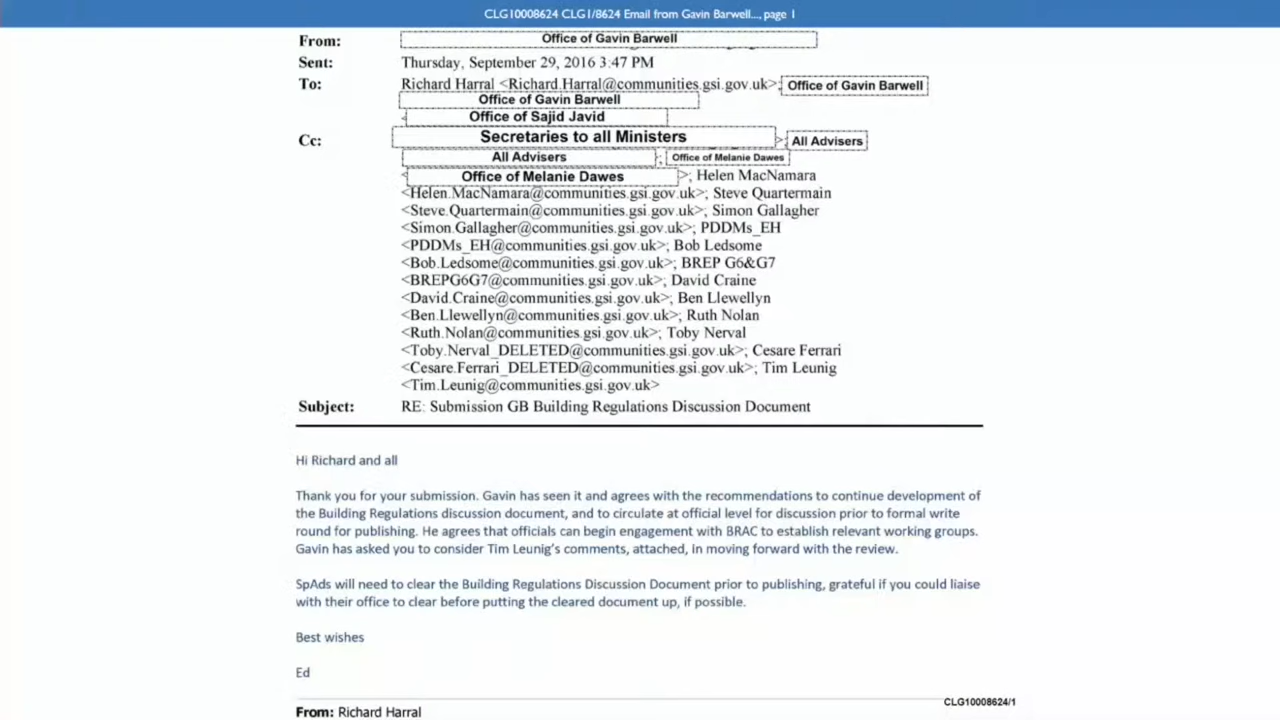 CLG10008624 CLG1/8624 Email from Gavin Barwell..., page 1
From: Office of Gavin Barwell
Sent: Thursday, September 29, 2016 3:47 PM
To: Richard Harral <Richard.Harral@communities.gsi.gov.uk>; Office of Gavin Barwell
Office of Gavin Barwell
< Office of Sajid Javid
Cc: Secretaries to all Ministers >; All Advisers
All Advisers >; Office of Melanie Dawes
< Office of Melanie Dawes >; Helen MacNamara
<Helen.MacNamara@communities.gsi.gov.uk>; Steve Quartermain
<Steve.Quartermain@communities.gsi.gov.uk>; Simon Gallagher
<Simon.Gallagher@communities.gsi.gov.uk>; PDDMs_EH
<PDDMs_EH@communities.gsi.gov.uk>; Bob Ledsome
<Bob.Ledsome@communities.gsi.gov.uk>; BREP G6&G7
<BREPG6G7@communities.gsi.gov.uk>; David Craine
<David.Craine@communities.gsi.gov.uk>; Ben Llewellyn
<Ben.Llewellyn@communities.gsi.gov.uk>; Ruth Nolan
<Ruth.Nolan@communities.gsi.gov.uk>; Toby Nerval
<Toby.Nerval_DELETED@communities.gsi.gov.uk>; Cesare Ferrari
<Cesare.Ferrari_DELETED@communities.gsi.gov.uk>; Tim Leunig
<Tim.Leunig@communities.gsi.gov.uk>
Subject: RE: Submission GB Building Regulations Discussion Document
Hi Richard and all
Thank you for your submission. Gavin has seen it and agrees with the recommendations to continue development of
the Building Regulations discussion document, and to circulate at official level for discussion prior to formal write
round for publishing. He agrees that officials can begin engagement with BRAC to establish relevant working groups.
Gavin has asked you to consider Tim Leunig's comments, attached, in moving forward with the review.
SpAds will need to clear the Building Regulations Discussion Document prior to publishing, grateful if you could liaise
with their office to clear before putting the cleared document up, if possible.
Best wishes
Ed
CLG10008624/1
From: Richard Harral